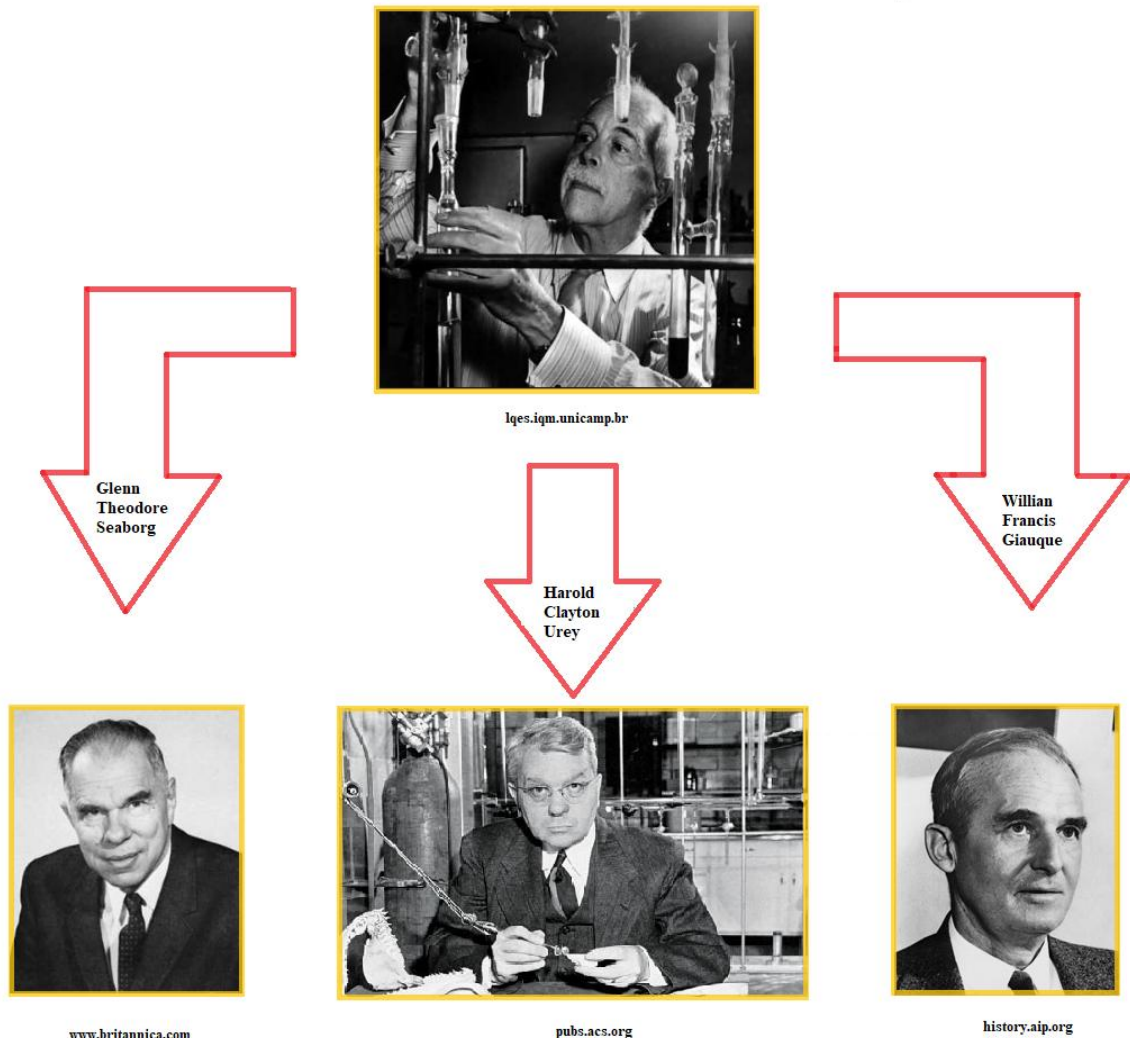 lqes.iqm.unicamp.br
Glenn
Theodore
Seaborg
Harold
Clayton
Urey
Willian
Francis
Giauque
www.britannica.com
pubs.acs.org
history.aip.org